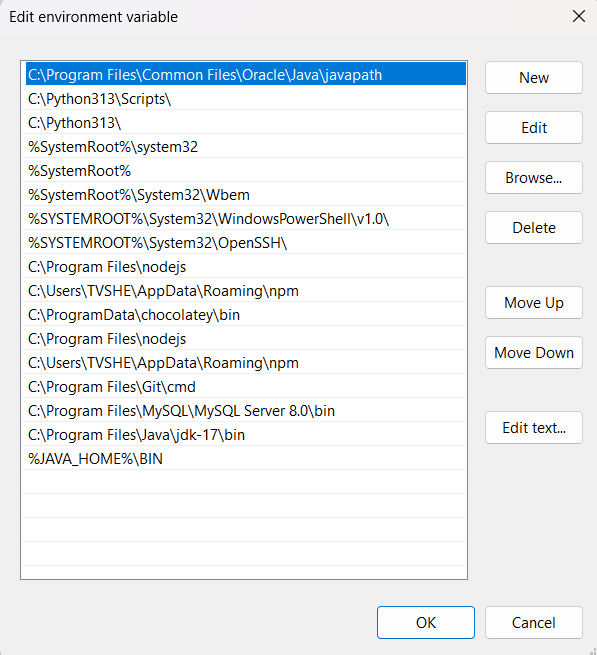 Edit environment variable
C:\Program Files\Common Files\Oracle\Java\javapath
C:\Python313\Scripts\
C:\Python313\
%SystemRoot%\system32
%SystemRoot%
%SystemRoot%\System32\Wbem
%SYSTEMROOT%\System32\WindowsPowerShell\v1.0\
%SYSTEMROOT%\System32\OpenSSH\
C:\Program Files\nodejs
C:\Users\TVSHE\AppData\Roaming\npm
C:\ProgramData\chocolatey\bin
C:\Program Files\nodejs
C:\Users\TVSHE\AppData\Roaming\npm
C:\Program Files\Git\cmd
C:\Program Files\MySQL\MySQL Server 8.0\bin
C:\Program Files\Java\jdk-17\bin
%JAVA_HOME%\BIN
New
Edit
Browse...
Delete
Move Up
Move Down
Edit text...
OK
Cancel